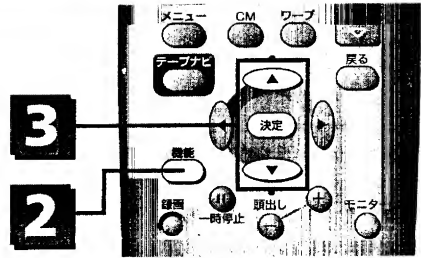 メニュー CM ワープ
テープナビ 戻る
3 決定
機能
2
録画 一時停止 頭出し モニター